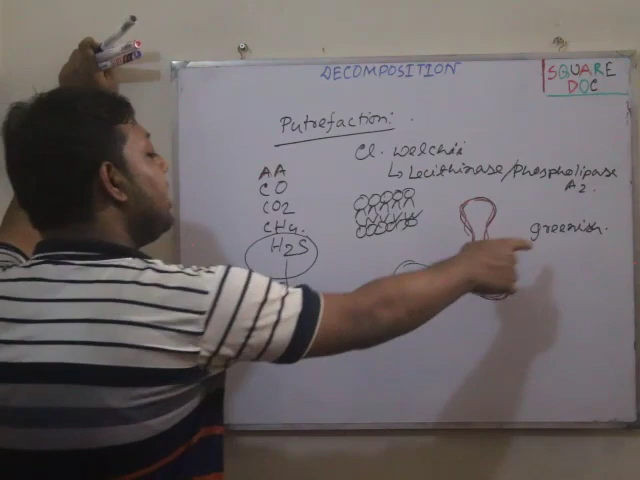 DECOMPOSITION
SQUARE
DOC
Putrefaction:
Cl. welchii
↳ Lecithinase/phospholipase
A2.
AA
CO
CO2
CH4.
H2S
greenish.